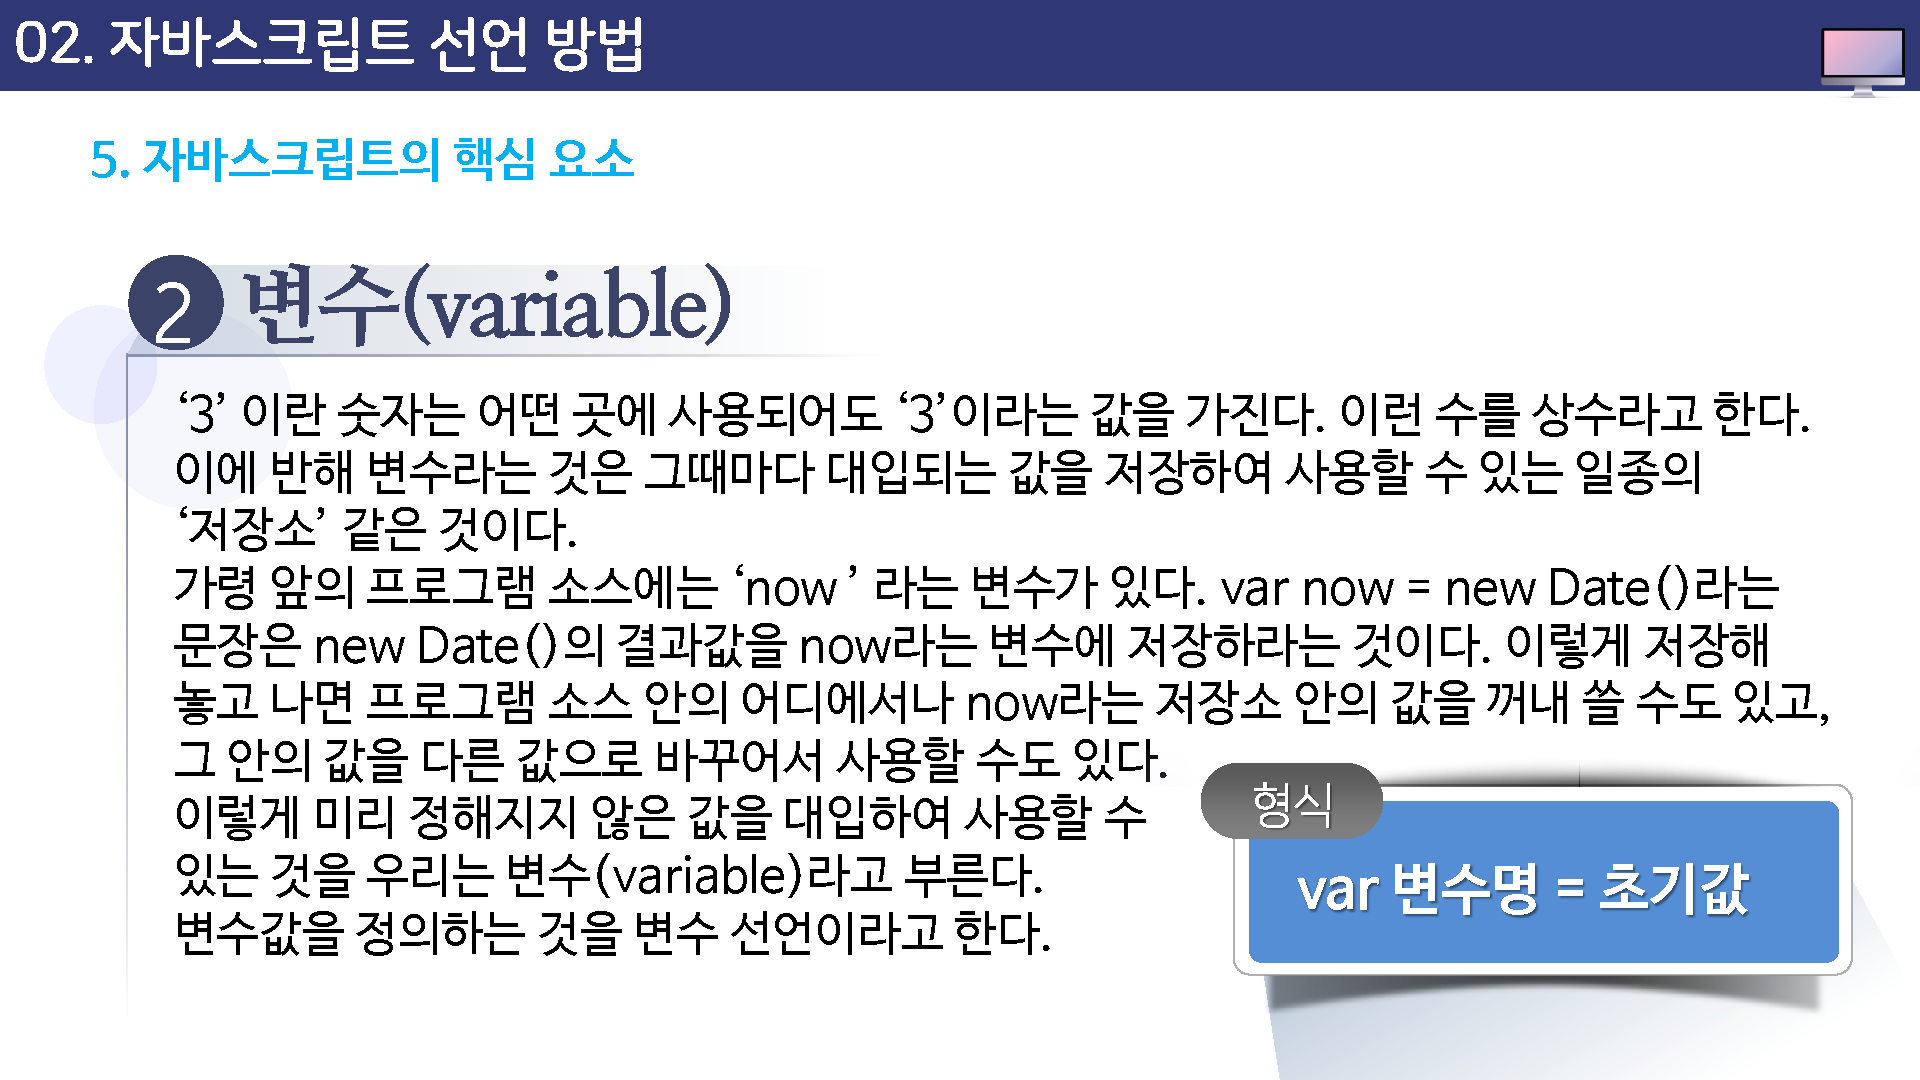 02. 자바스크립트 선언 방법
5. 자바스크립트의 핵심 요소
2 변수(variable)
‘3’ 이란 숫자는 어떤 곳에 사용되어도 ‘3’이라는 값을 가진다. 이런 수를 상수라고 한다.
이에 반해 변수라는 것은 그때마다 대입되는 값을 저장하여 사용할 수 있는 일종의
‘저장소’ 같은 것이다.
가령 앞의 프로그램 소스에는 ‘now ’ 라는 변수가 있다. var now = new Date()라는
문장은 new Date()의 결과값을 now라는 변수에 저장하라는 것이다. 이렇게 저장해
놓고 나면 프로그램 소스 안의 어디에서나 now라는 저장소 안의 값을 꺼내 쓸 수도 있고,
그 안의 값을 다른 값으로 바꾸어서 사용할 수도 있다.
이렇게 미리 정해지지 않은 값을 대입하여 사용할 수
있는 것을 우리는 변수(variable)라고 부른다.
변수값을 정의하는 것을 변수 선언이라고 한다.
형식
var 변수명 = 초기값